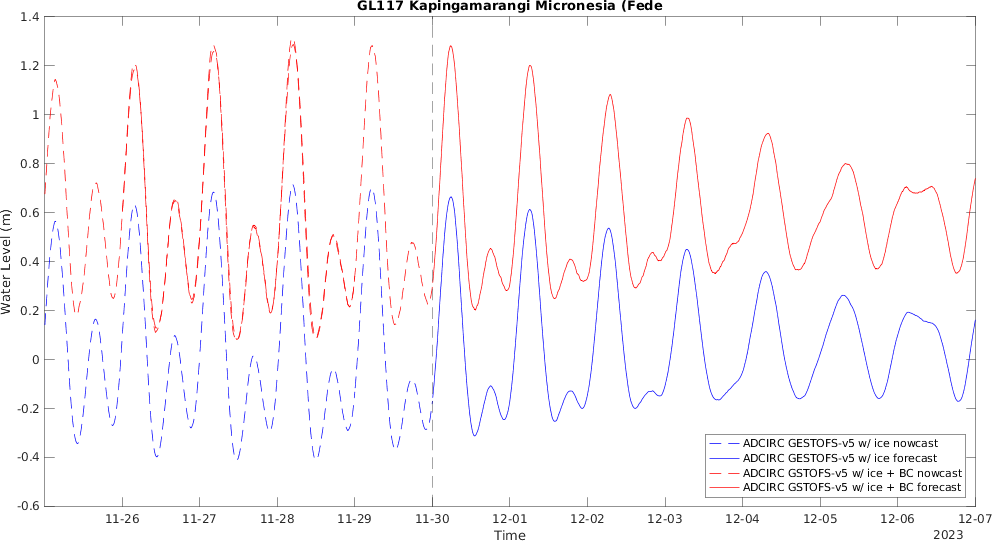 GL117 Kapingamarangi Micronesia (Fede
1.4
1.2
1
0.8
0.6
0.4
0.2
0
-0.2
-0.4
-0.6
Water Level (m)
ADCIRC GESTOFS-v5 w/ ice nowcast
ADCIRC GESTOFS-v5 w/ ice forecast
ADCIRC GSTOFS-v5 w/ ice + BC nowcast
ADCIRC GSTOFS-v5 w/ ice + BC forecast
11-26 11-27 11-28 11-29 11-30 12-01 12-02 12-03 12-04 12-05 12-06 12-07
Time
2023